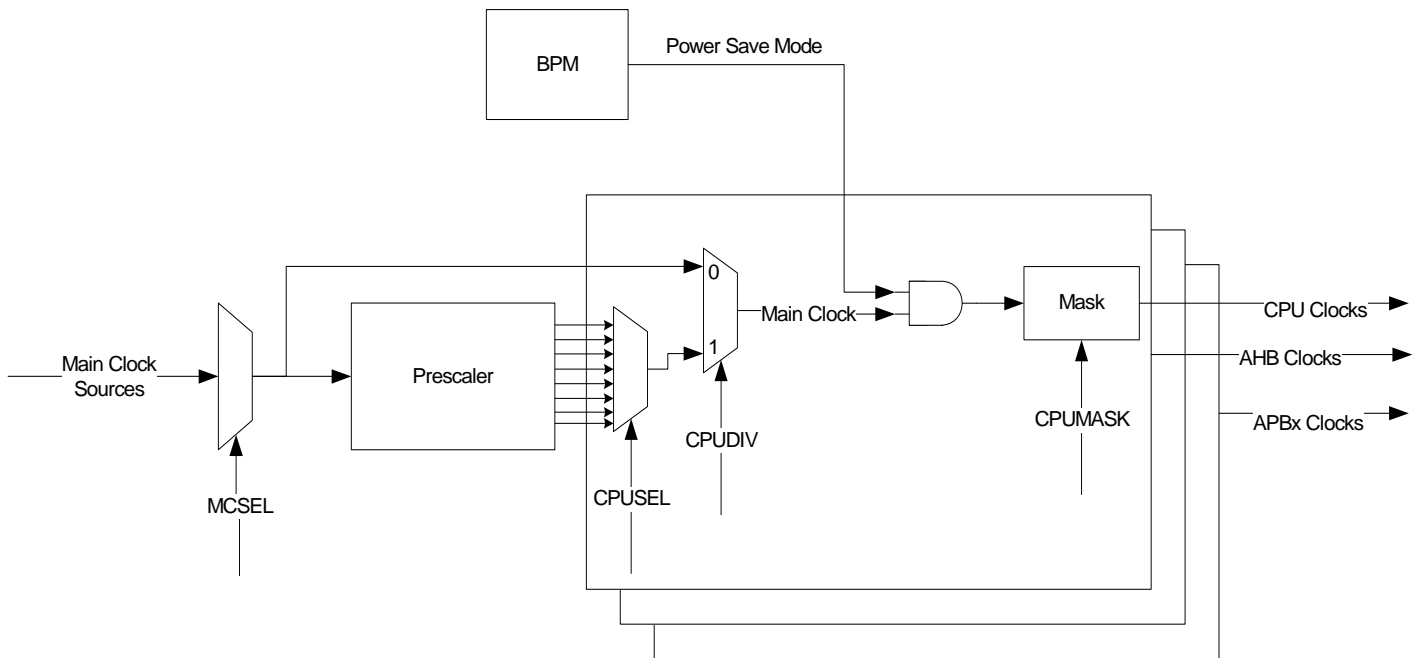 BPM
Power Save Mode
0
Main Clock
Mask
CPU Clocks
Main Clock
Sources
Prescaler
1
AHB Clocks
CPUDIV
CPUMASK
APBx Clocks
MCSEL
CPUSEL